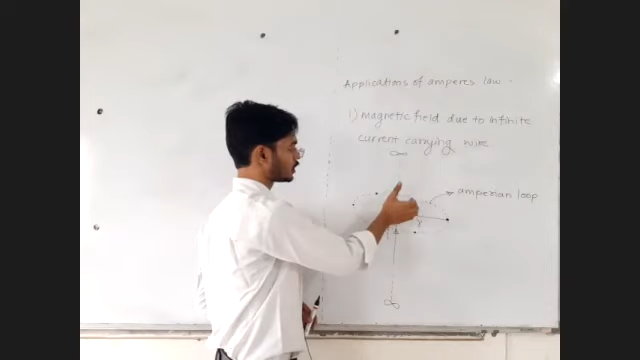 Applications of amperes law.
1) Magnetic field due to infinite
current carrying wire
∞
amperian loop
r
∞